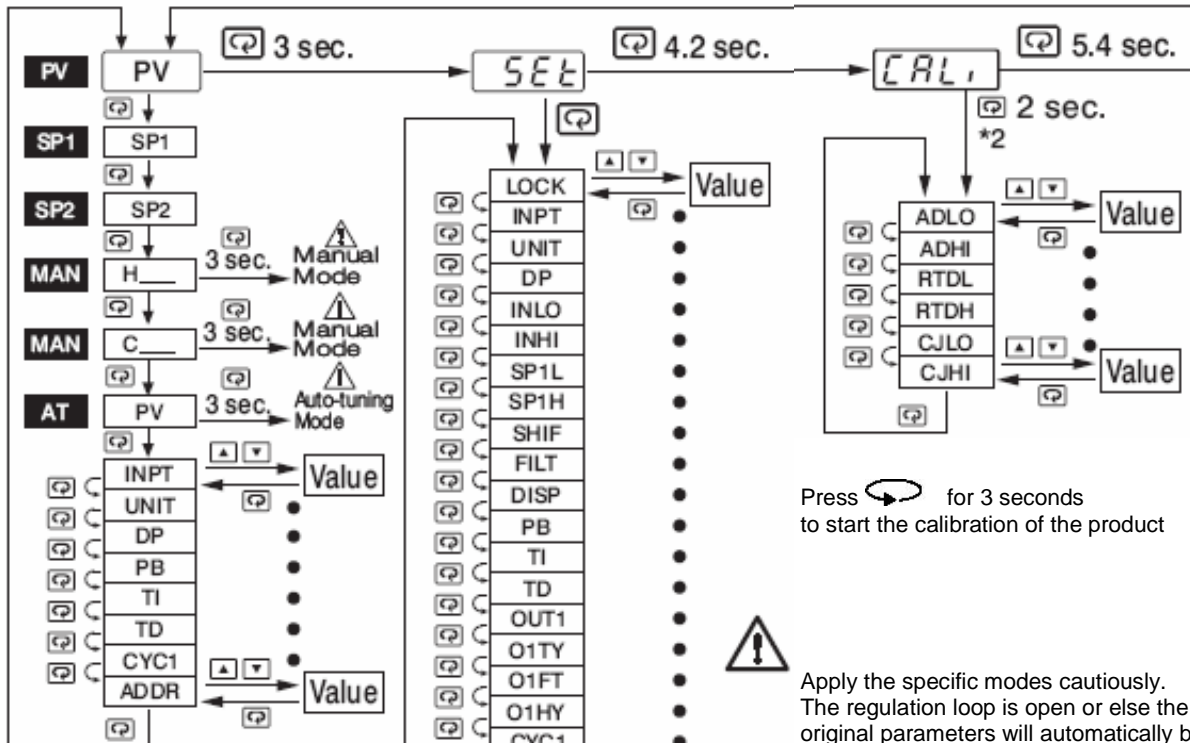 3 sec.
4.2 sec.
5.4 sec.
PV
PV
SEt
CALi
2 sec.
*2
SP1
SP1
SP2
SP2
MAN
H___
3 sec.
Manual
Mode
MAN
C___
3 sec.
Manual
Mode
AT
PV
3 sec.
Auto-tuning
Mode
INPT
UNIT
DP
PB
TI
TD
CYC1
ADDR
Value
Value
LOCK
INPT
UNIT
DP
INLO
INHI
SP1L
SP1H
SHIF
FILT
DISP
PB
TI
TD
OUT1
O1TY
O1FT
O1HY
CYC1
Value
ADLO
ADHI
RTDL
RTDH
CJLO
CJHI
Value
Value
Press for 3 seconds
to start the calibration of the product
Apply the specific modes cautiously.
The regulation loop is open or else the
original parameters will automatically b